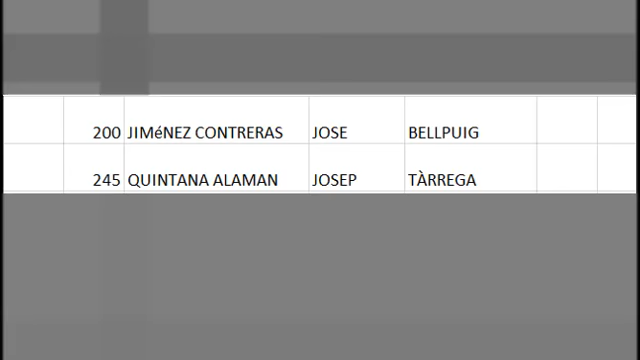 200 JIMéNEZ CONTRERAS JOSE BELLPUIG
245 QUINTANA ALAMAN JOSEP TÀRREGA